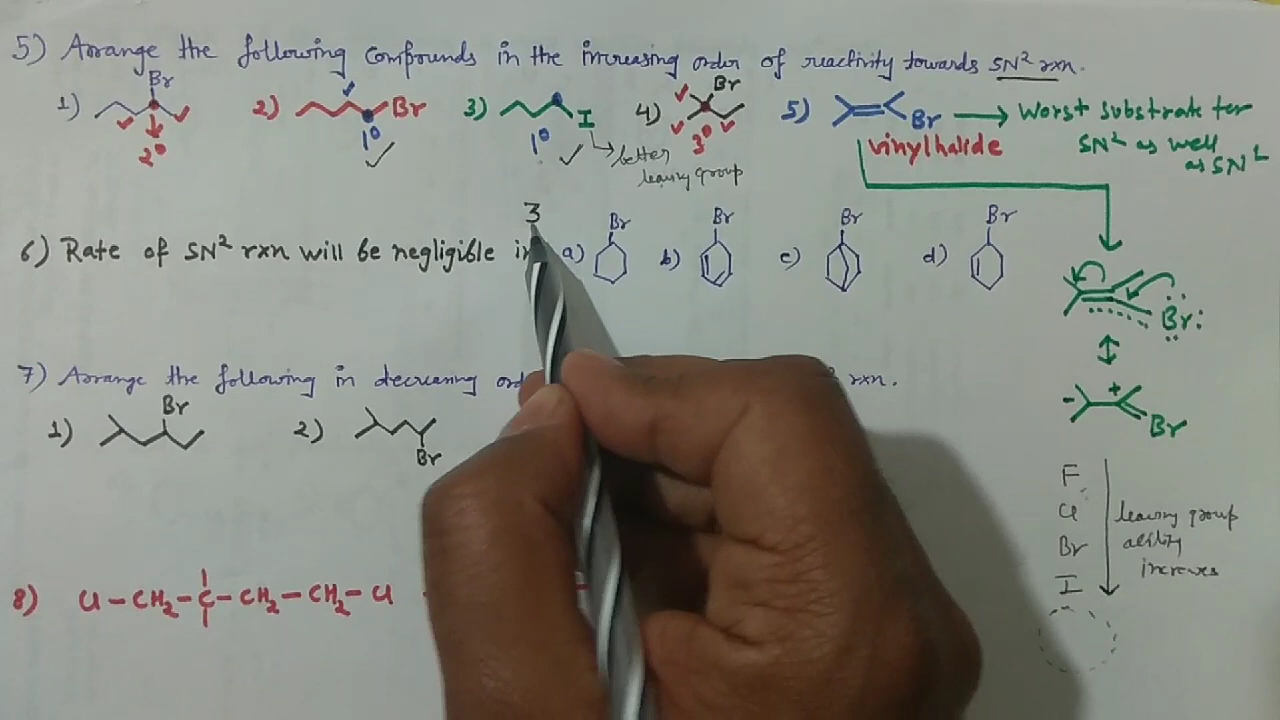 5) Arrange the following compounds in the increasing order of reactivity towards SN² rxn.
1) Br 2° 2) Br 1° 3) I 1° 4) Br 3° 5) Br → Worst substrate for
better leaving group
vinylhalide
SN² as well
as SN²
3
6) Rate of SN² rxn will be negligible in a) Br b) Br c) Br d) Br
Br:
7) Arrange the following in decreasing ² rxn.
- + Br
1) Br 2) Br
F
Cl
Br
I
leaving group
ability
increases
8) Cl-CH₂-C-CH₂-CH₂-Cl